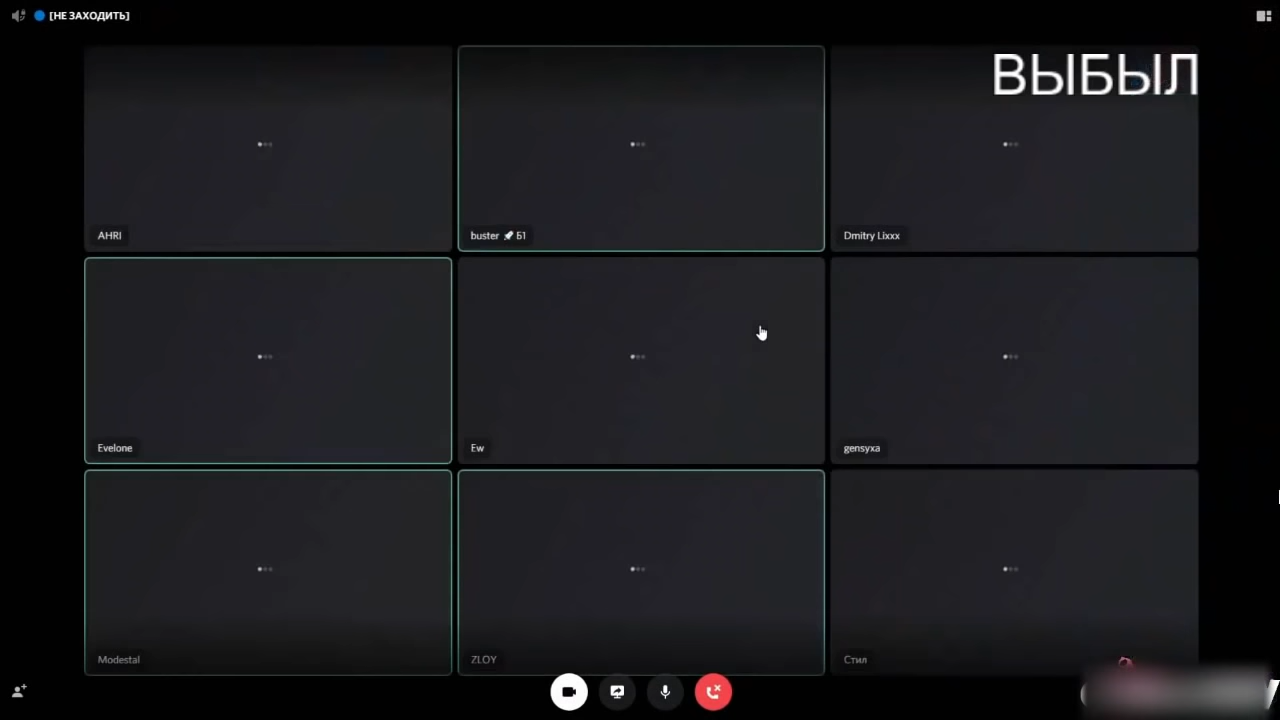 [НЕ ЗАХОДИТЬ]
ВЫБЫЛ
AHRI
buster 📌 Б1
Dmitry Lixxx
Evelone
Ew
gensyxa
Modestal
ZLOY
Стил